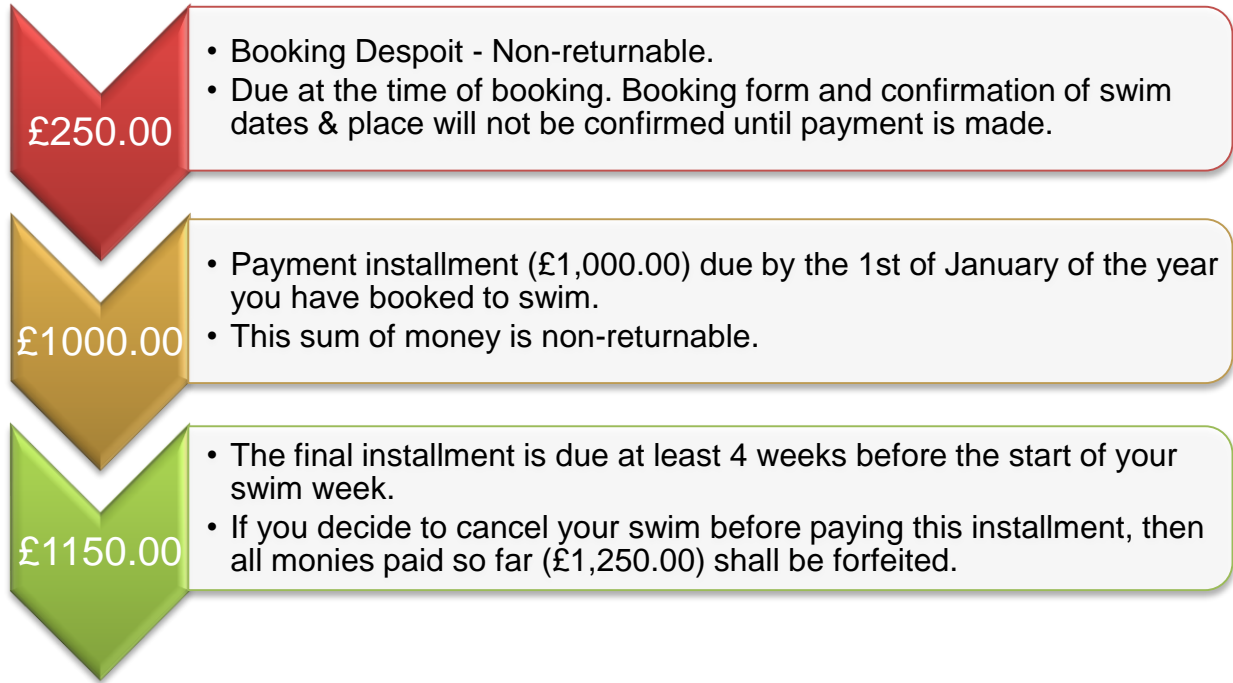 £250.00
• Booking Despoit - Non-returnable.
• Due at the time of booking. Booking form and confirmation of swim
dates & place will not be confirmed until payment is made.
£1000.00
• Payment installment (£1,000.00) due by the 1st of January of the year
you have booked to swim.
• This sum of money is non-returnable.
£1150.00
• The final installment is due at least 4 weeks before the start of your
swim week.
• If you decide to cancel your swim before paying this installment, then
all monies paid so far (£1,250.00) shall be forfeited.